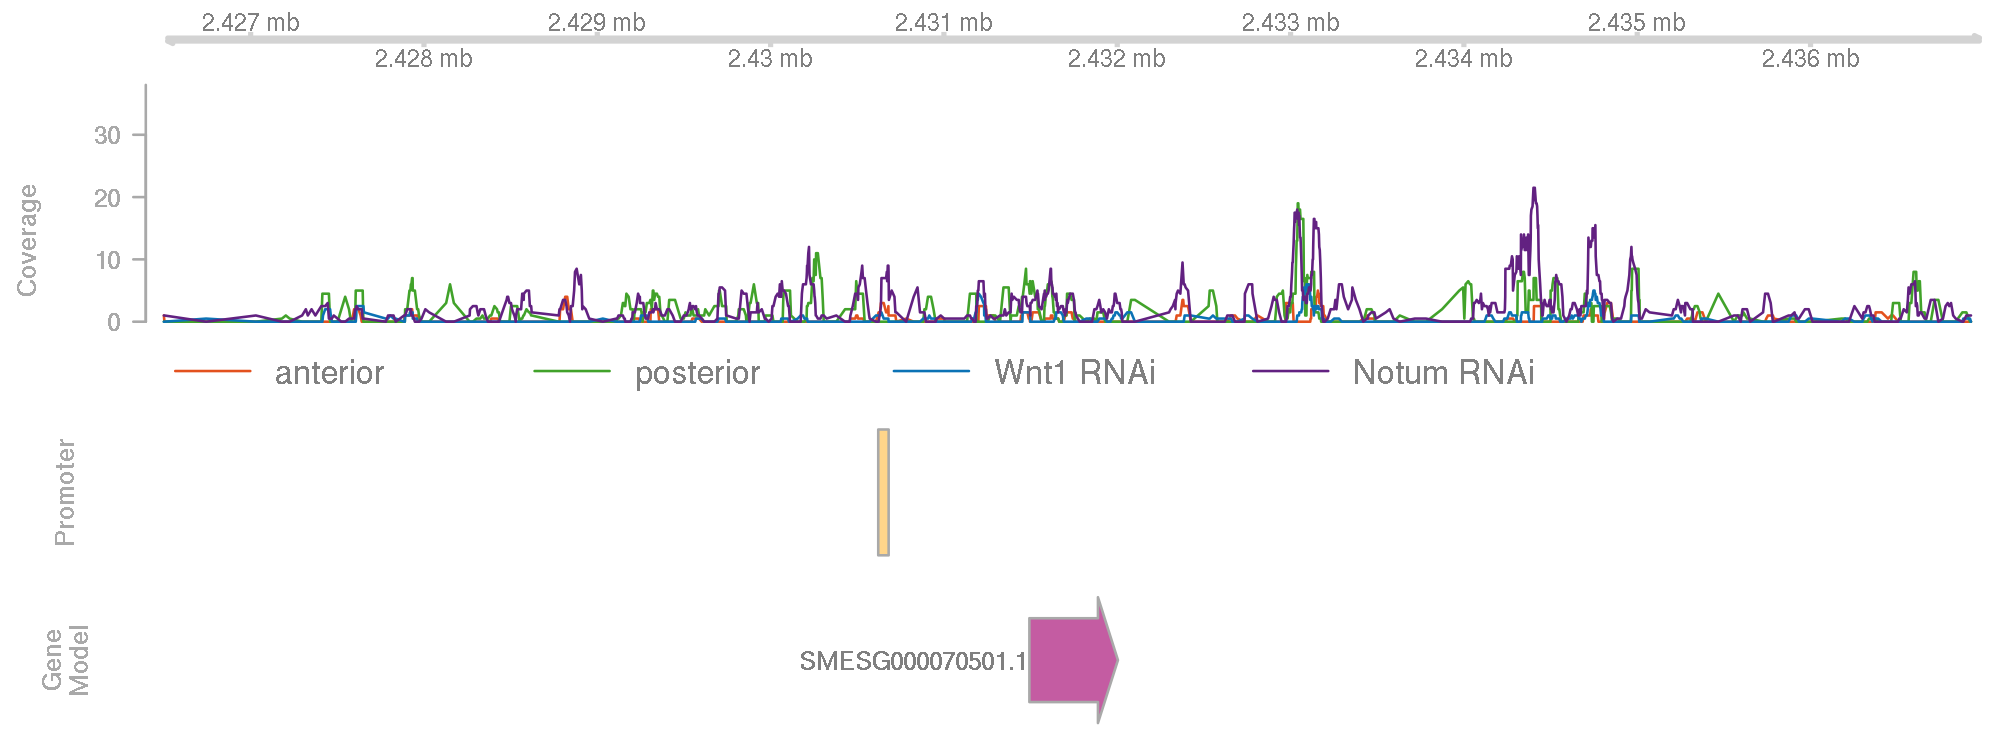 2.427 mb 2.429 mb 2.431 mb 2.433 mb 2.435 mb
2.428 mb 2.43 mb 2.432 mb 2.434 mb 2.436 mb
Coverage
30
20
10
0
anterior posterior Wnt1 RNAi Notum RNAi
Promoter
Gene
Model
SMESG000070501.1